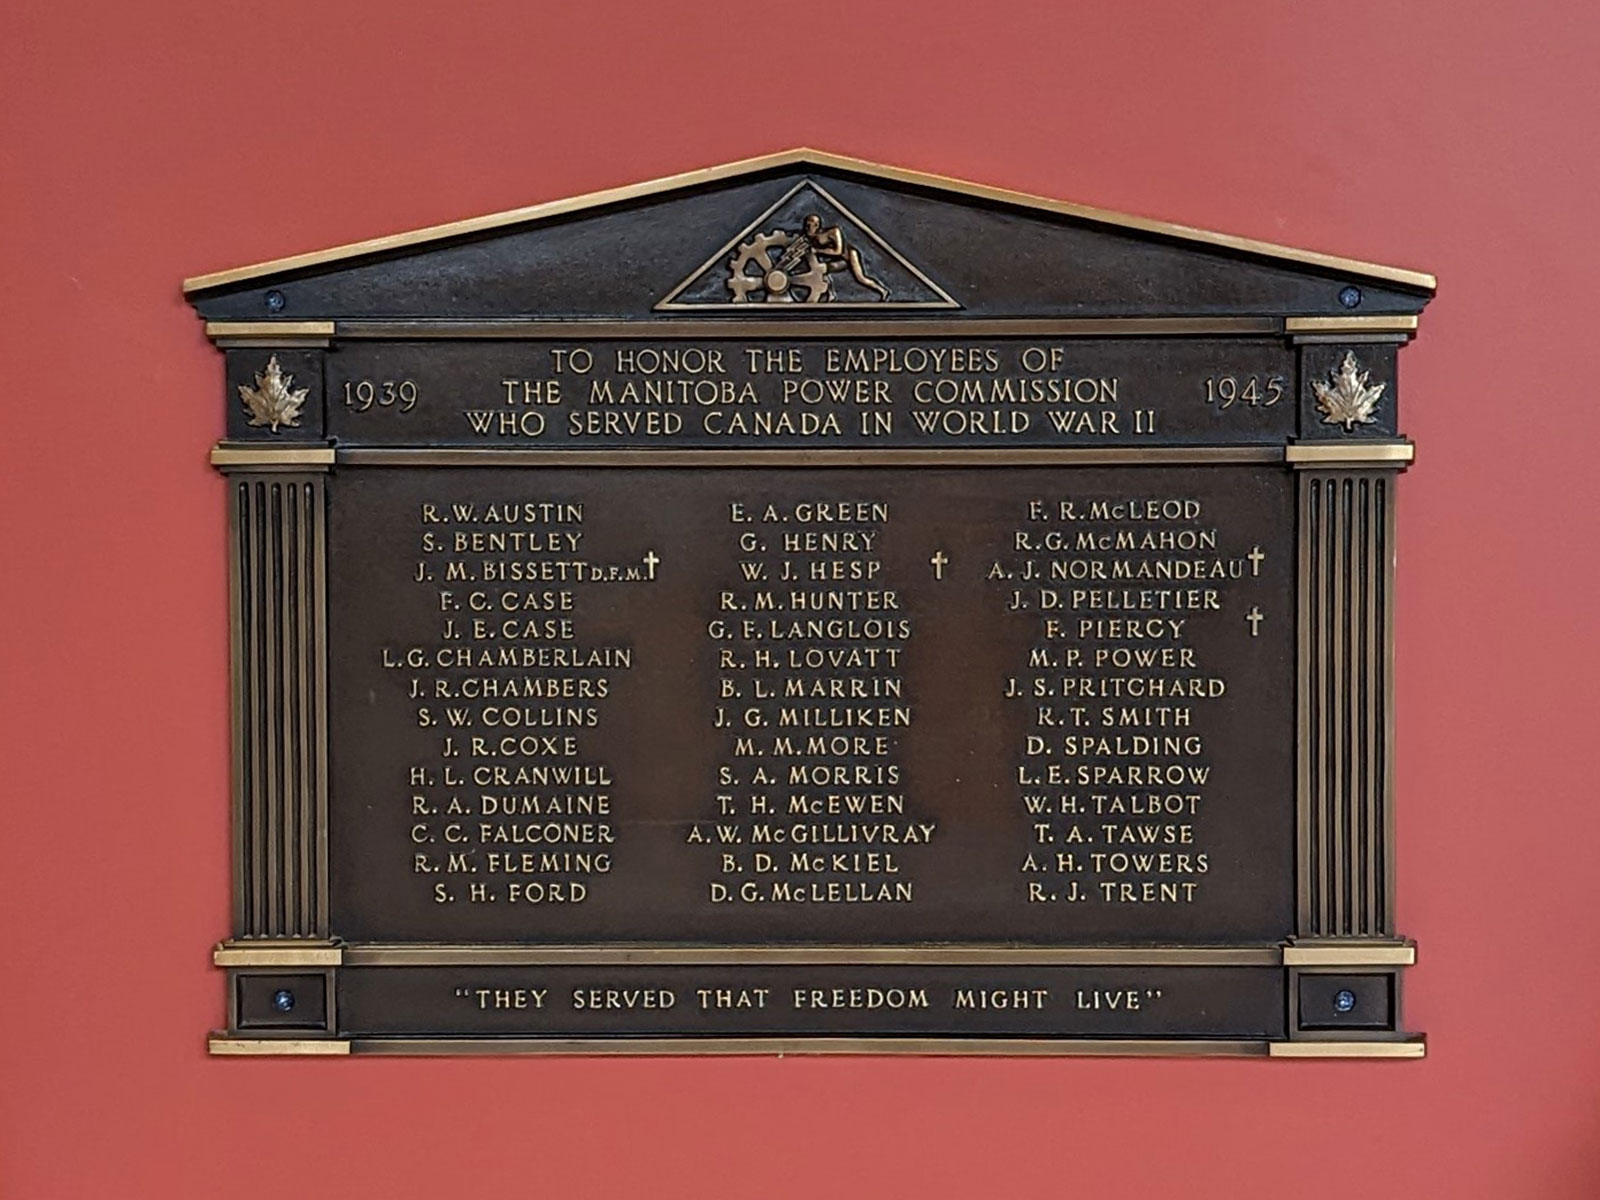 TO HONOR THE EMPLOYEES OF
1939 THE MANITOBA POWER COMMISSION 1945
WHO SERVED CANADA IN WORLD WAR II
R. W. AUSTIN
S. BENTLEY
J. M. BISSETT D.F.M. †
F. C. CASE
J. E. CASE
L. G. CHAMBERLAIN
J. R. CHAMBERS
S. W. COLLINS
J. R. COXE
H. L. CRANWILL
R. A. DUMAINE
C. C. FALCONER
R. M. FLEMING
S. H. FORD
E. A. GREEN
G. HENRY
W. J. HESP †
R. M. HUNTER
G. F. LANGLOIS
R. H. LOVATT
B. L. MARRIN
J. G. MILLIKEN
M. M. MORE
S. A. MORRIS
T. H. McEWEN
A. W. McGILLIVRAY
B. D. McKIEL
D. G. McLELLAN
F. R. McLEOD
R. G. McMAHON
A. J. NORMANDEAU †
J. D. PELLETIER
F. PIERCY †
M. P. POWER
J. S. PRITCHARD
R. T. SMITH
D. SPALDING
L. E. SPARROW
W. H. TALBOT
T. A. TAWSE
A. H. TOWERS
R. J. TRENT
"THEY SERVED THAT FREEDOM MIGHT LIVE"